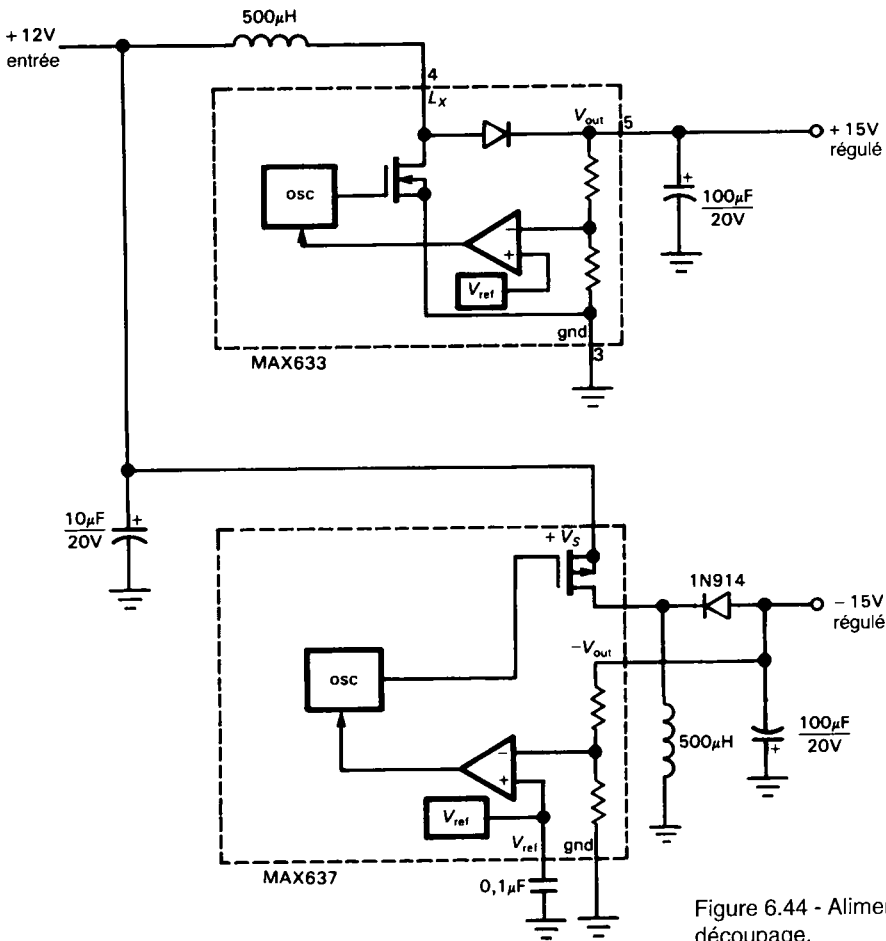 500µH
+ 12V
entrée
4
Lx
Vout
5
+ 15V
régulé
100µF
20V
+
osc
−
+
Vref
gnd
3
MAX633
10µF
20V
+
+ Vs
1N914
− 15V
régulé
−Vout
osc
500µH
100µF
20V
+
−
+
Vref
Vref
gnd
MAX637
0,1µF
Figure 6.44 - Alimen
découpage.